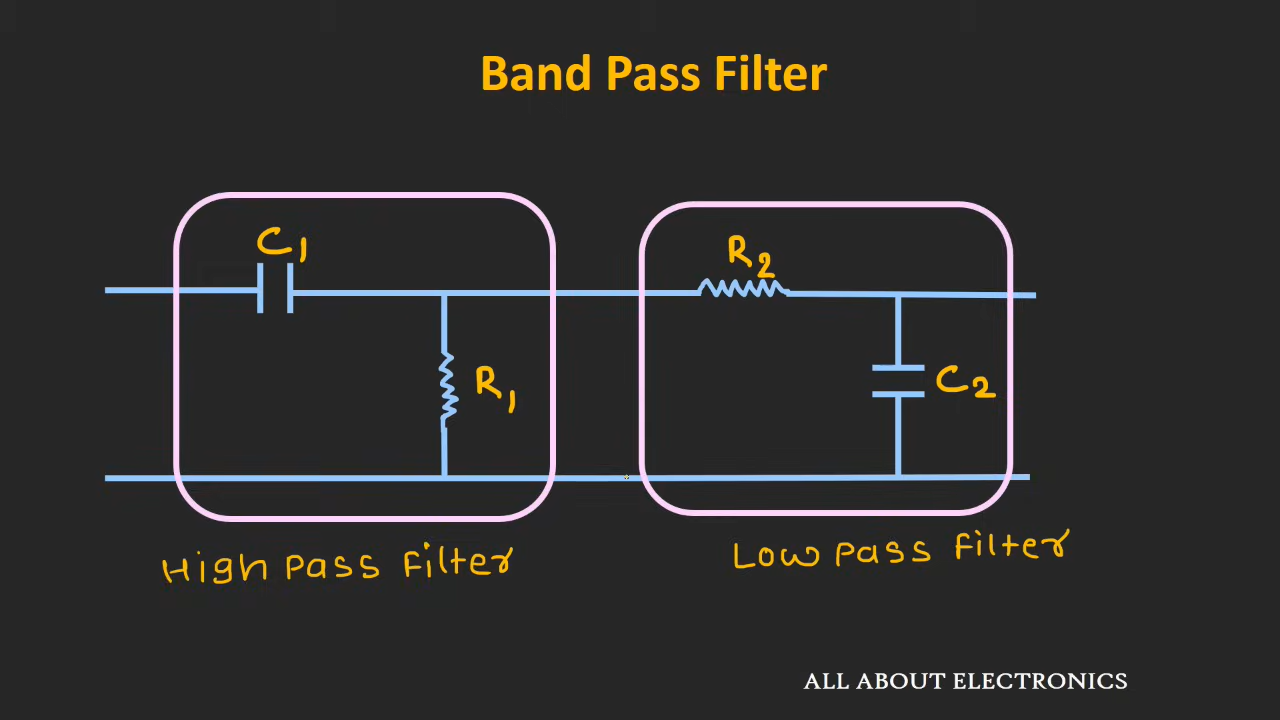 Band Pass Filter
C1
R2
R1
C2
High Pass Filter
Low Pass Filter
ALL ABOUT ELECTRONICS